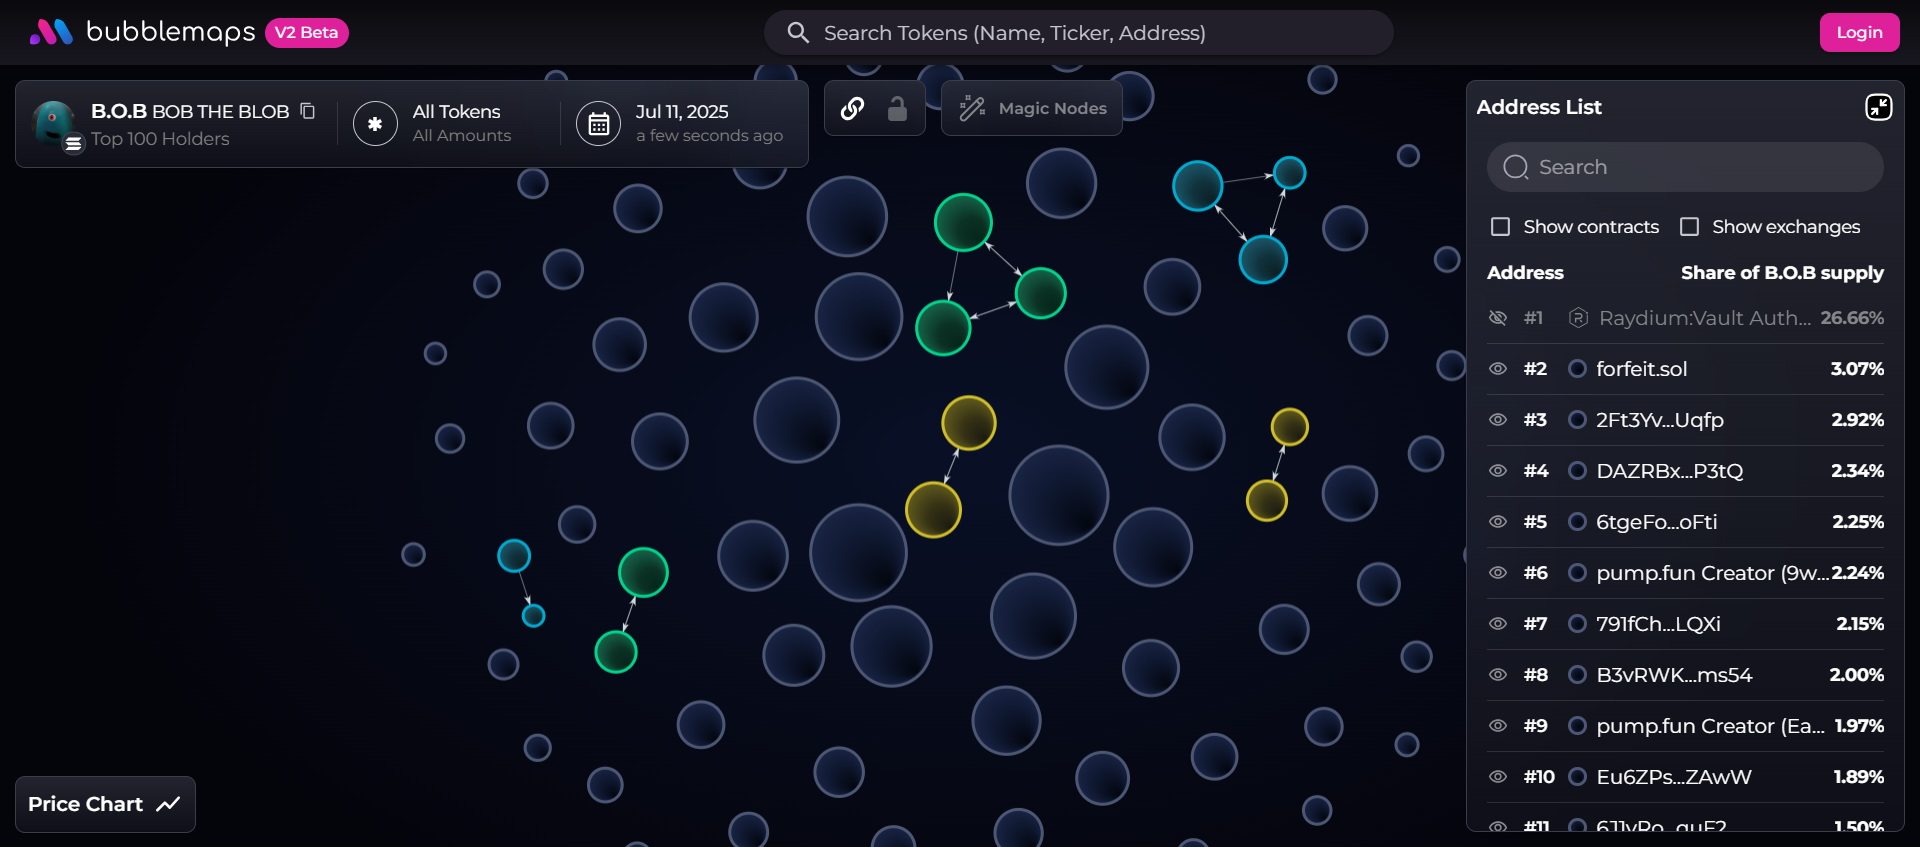 bubblemaps V2 Beta
Search Tokens (Name, Ticker, Address)
Login
B.O.B BOB THE BLOB
Top 100 Holders
All Tokens
All Amounts
Jul 11, 2025
a few seconds ago
Magic Nodes
Address List
Search
Show contracts Show exchanges
Address Share of B.O.B supply
#1 Raydium:Vault Auth... 26.66%
#2 forfeit.sol 3.07%
#3 2Ft3Yv...Uqfp 2.92%
#4 DAZRBx...P3tQ 2.34%
#5 6tgeFo...oFti 2.25%
#6 pump.fun Creator (9w... 2.24%
#7 791fCh...LQXi 2.15%
#8 B3vRWK...ms54 2.00%
#9 pump.fun Creator (Ea... 1.97%
#10 Eu6ZPs...ZAwW 1.89%
#11 1.50%
Price Chart